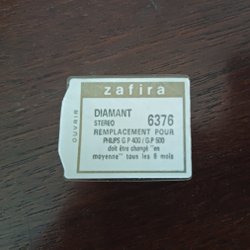 zafira
OUVRIR
DIAMANT
STEREO 6376
REMPLACEMENT POUR
PHILIPS G P 400 / G.P 500
doit être changé "en
moyenne" tous les 6 mois